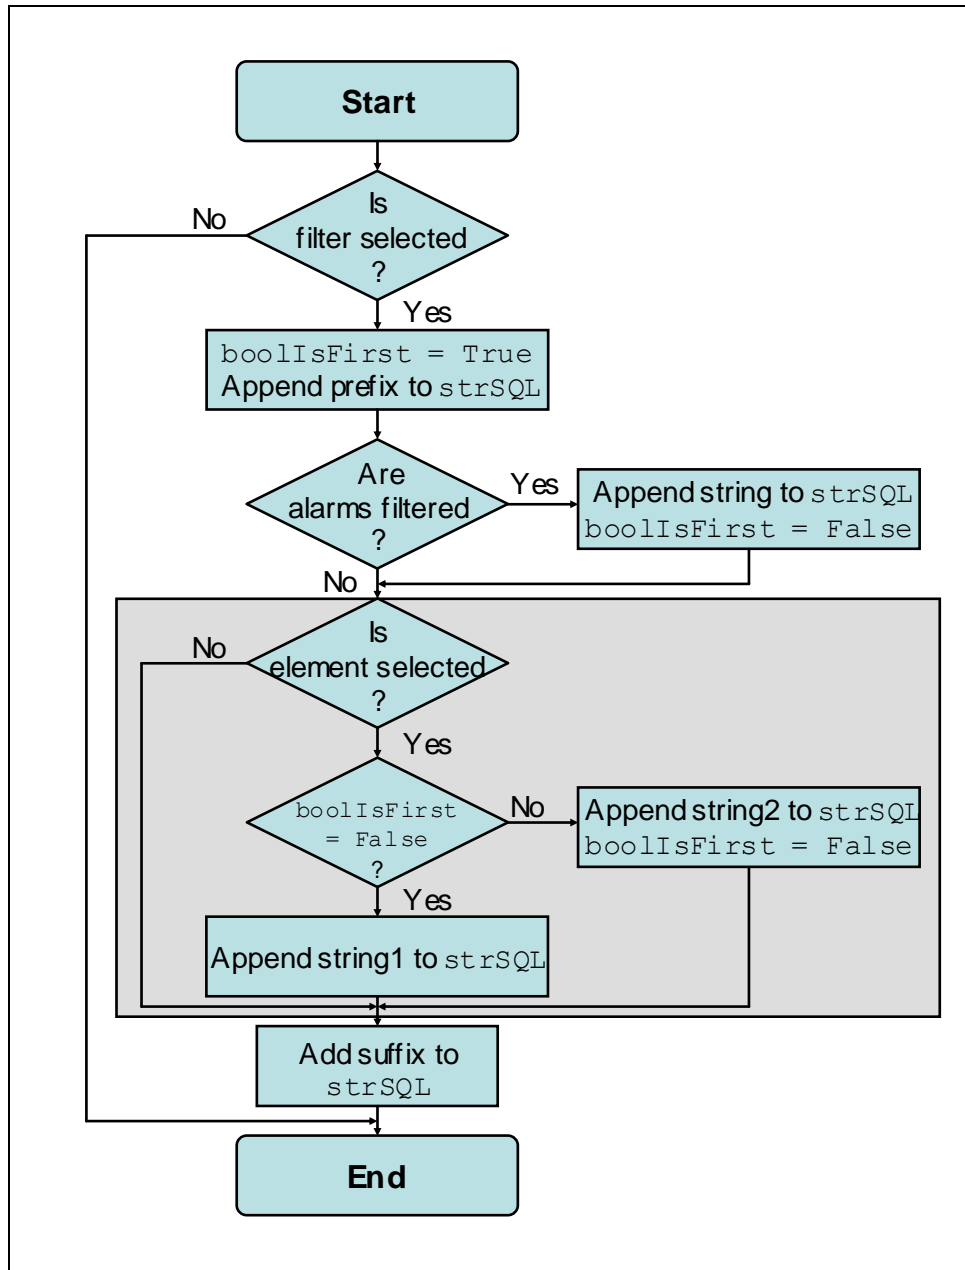 Start
Is
filter selected
?
No
Yes
boolIsFirst = True
Append prefix to strSQL
Are
alarms filtered
?
Yes
Append string to strSQL
boolIsFirst = False
No
Is
element selected
?
No
Yes
boolIsFirst
= False
?
No
Append string2 to strSQL
boolIsFirst = False
Yes
Append string1 to strSQL
Add suffix to
strSQL
End